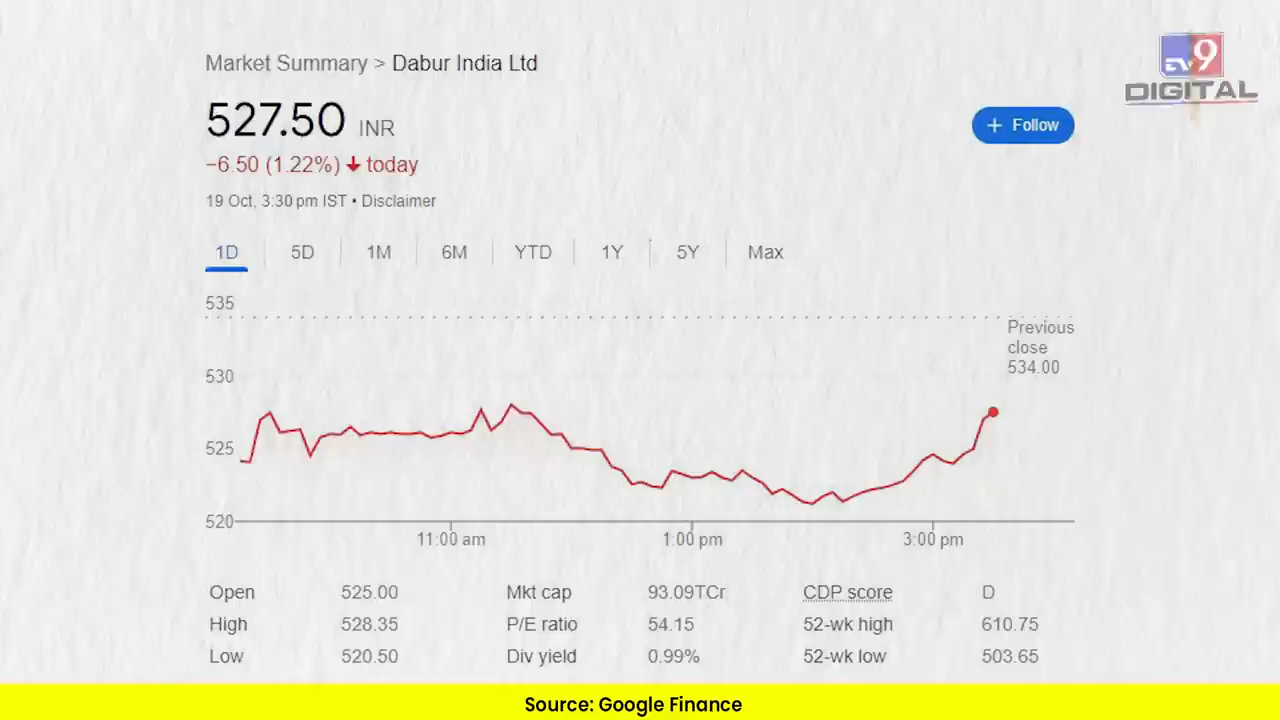 Market Summary > Dabur India Ltd
TV9
DIGITAL
527.50 INR
+ Follow
−6.50 (1.22%) ↓ today
19 Oct, 3:30 pm IST • Disclaimer
1D 5D 1M 6M YTD 1Y 5Y Max
535
Previous
close
534.00
530
525
520
11:00 am 1:00 pm 3:00 pm
Open 525.00 Mkt cap 93.09TCr CDP score D
High 528.35 P/E ratio 54.15 52-wk high 610.75
Low 520.50 Div yield 0.99% 52-wk low 503.65
Source: Google Finance